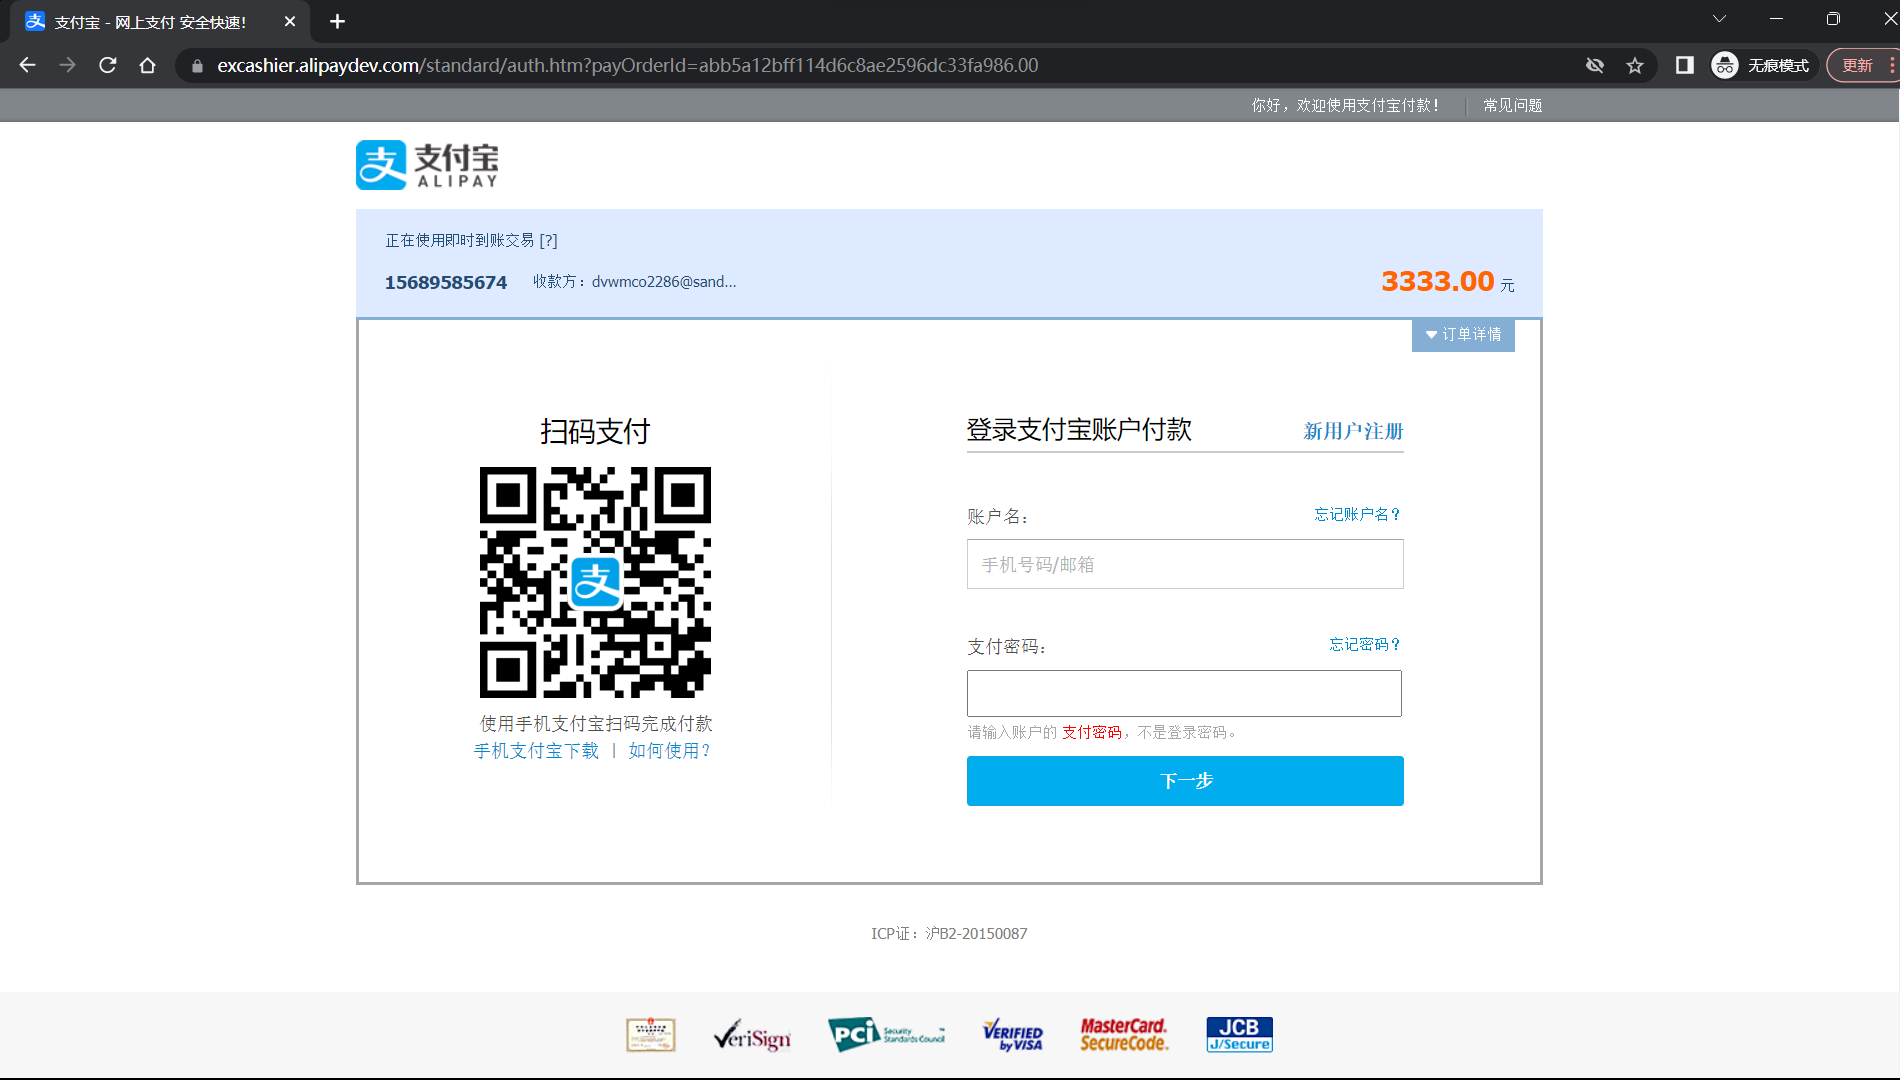 支付宝 - 网上支付 安全快速!
excashier.alipaydev.com/standard/auth.htm?payOrderId=abb5a12bff114d6c8ae2596dc33fa986.00
无痕模式
更新
你好，欢迎使用支付宝付款！
常见问题
支 支付宝
ALIPAY
正在使用即时到账交易 [?]
15689585674 收款方：dvwmco2286@sand...
3333.00 元
订单详情
扫码支付
支
使用手机支付宝扫码完成付款
手机支付宝下载 | 如何使用?
登录支付宝账户付款 新用户注册
账户名： 忘记账户名？
手机号码/邮箱
支付密码： 忘记密码？
请输入账户的 支付密码，不是登录密码。
下一步
ICP证：沪B2-20150087
VeriSign
PCi Security Standards Council
VERIFIED by VISA
MasterCard. SecureCode.
JCB J/Secure